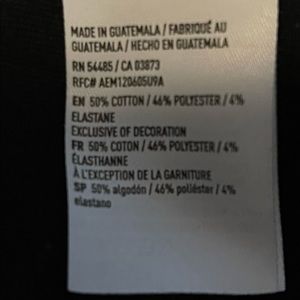 MADE IN GUATEMALA / FABRIQUÉ AU
GUATEMALA / HECHO EN GUATEMALA
RN 54485 / CA 03873
RFC# AEM120605U9A
EN 50% COTTON / 46% POLYESTER / 4%
ELASTANE
EXCLUSIVE OF DECORATION
FR 50% COTON / 46% POLYESTER / 4%
ÉLASTHANNE
À L'EXCEPTION DE LA GARNITURE
SP 50% algodón / 46% poliéster / 4%
elastano